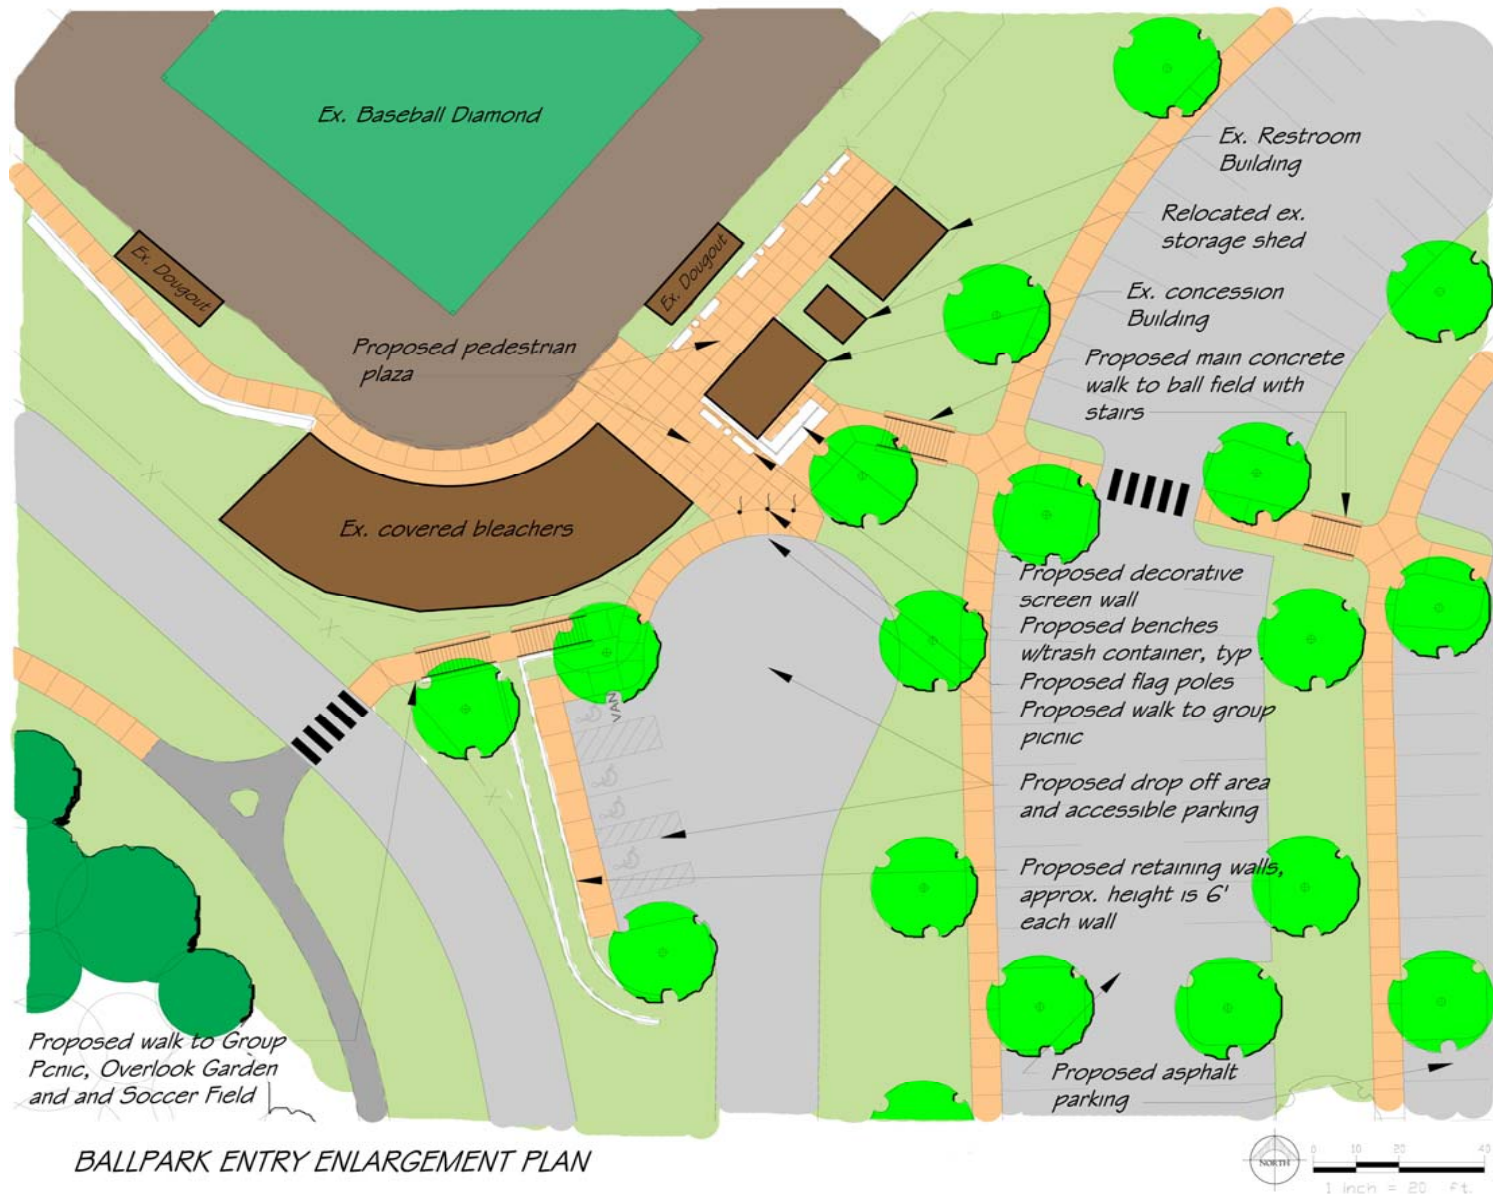 Ex. Baseball Diamond
Ex. Restroom
Building
Relocated ex.
storage shed
Ex. Dugout
Ex. Dugout
Ex. concession
Building
Proposed pedestrian
plaza
Proposed main concrete
walk to ball field with
stairs
Ex. covered bleachers
Proposed decorative
screen wall
Proposed benches
w/trash container, typ
Proposed flag poles
Proposed walk to group
picnic
VAN
Proposed drop off area
and accessible parking
Proposed retaining walls,
approx. height is 6'
each wall
Proposed walk to Group
Pcnic, Overlook Garden
and and Soccer Field
Proposed asphalt
parking
BALLPARK ENTRY ENLARGEMENT PLAN
NORTH
0 10 20 40
1 inch = 20 ft.